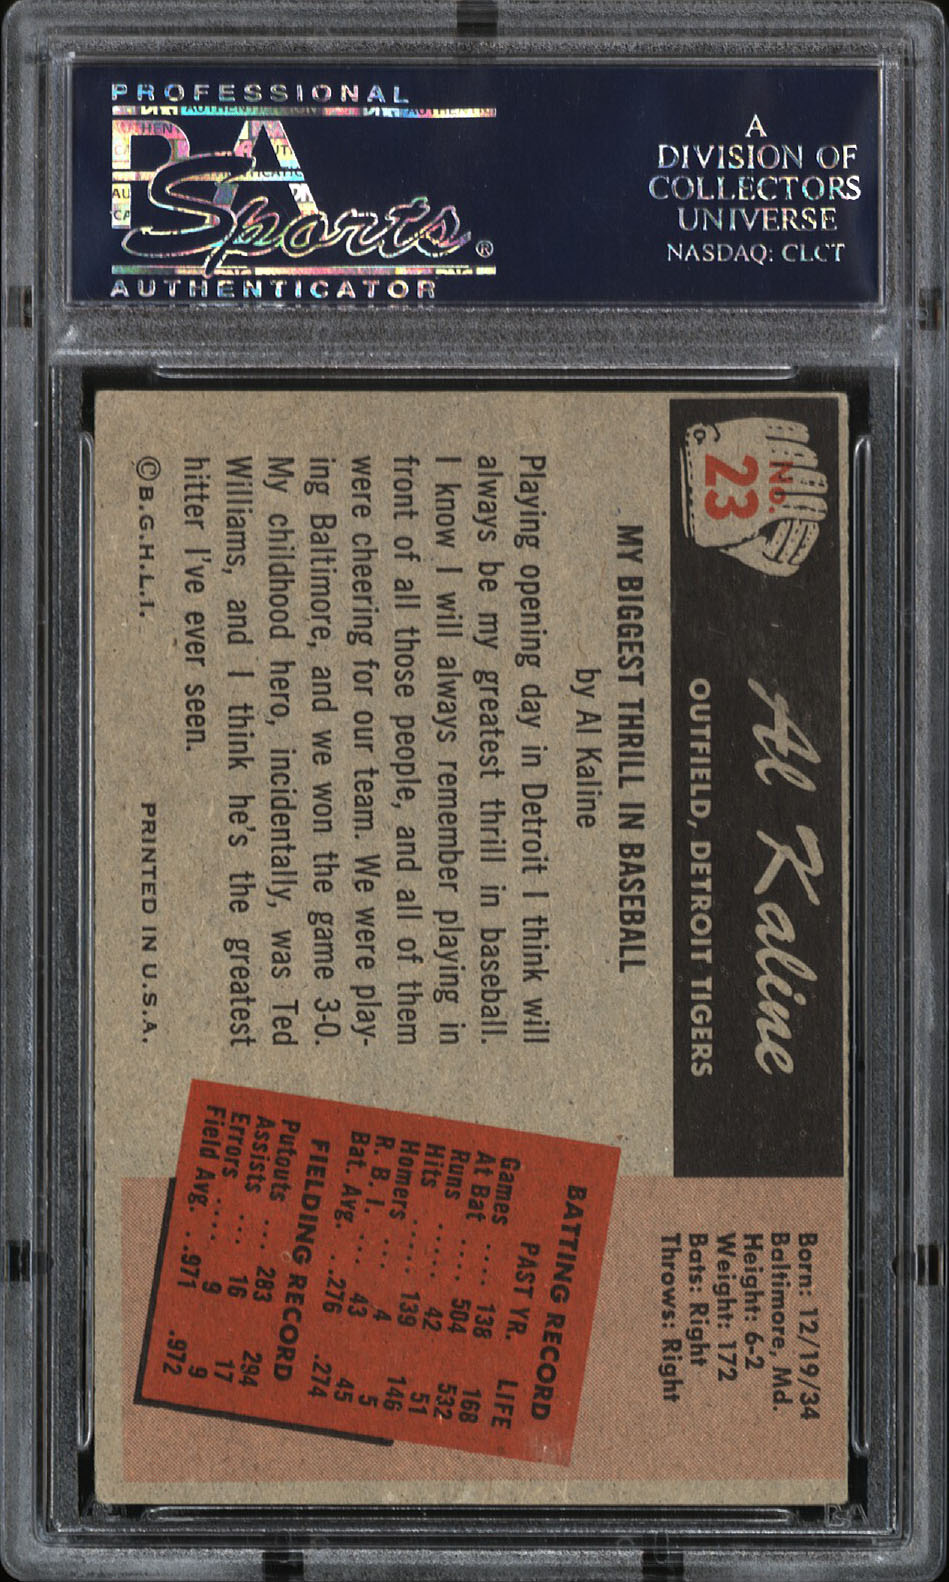 PROFESSIONAL
PSA
Sports®
AUTHENTICATOR
A
DIVISION OF
COLLECTORS
UNIVERSE
NASDAQ: CLCT
No.
23
Al Kaline
OUTFIELD, DETROIT TIGERS
Born: 12/19/34
Baltimore, Md.
Height: 6-2
Weight: 172
Bats: Right
Throws: Right
MY BIGGEST THRILL IN BASEBALL
by Al Kaline
Playing opening day in Detroit I think will
always be my greatest thrill in baseball.
I know I will always remember playing in
front of all those people, and all of them
were cheering for our team. We were play-
ing Baltimore, and we won the game 3-0.
My childhood hero, incidentally, was Ted
Williams, and I think he's the greatest
hitter I've ever seen.
©B.G.H.L.I. PRINTED IN U.S.A.
BATTING RECORD
PAST YR. LIFE
Games .... 138 168
At Bat .... 504 532
Runs ..... 42 51
Hits ..... 139 146
Homers .... 4 5
R. B. I. ... 43 45
Bat. Avg. ..276 .274
FIELDING RECORD
Putouts ... 283 294
Assists ... 16 17
Errors .... 9 9
Field Avg. ..971 .972